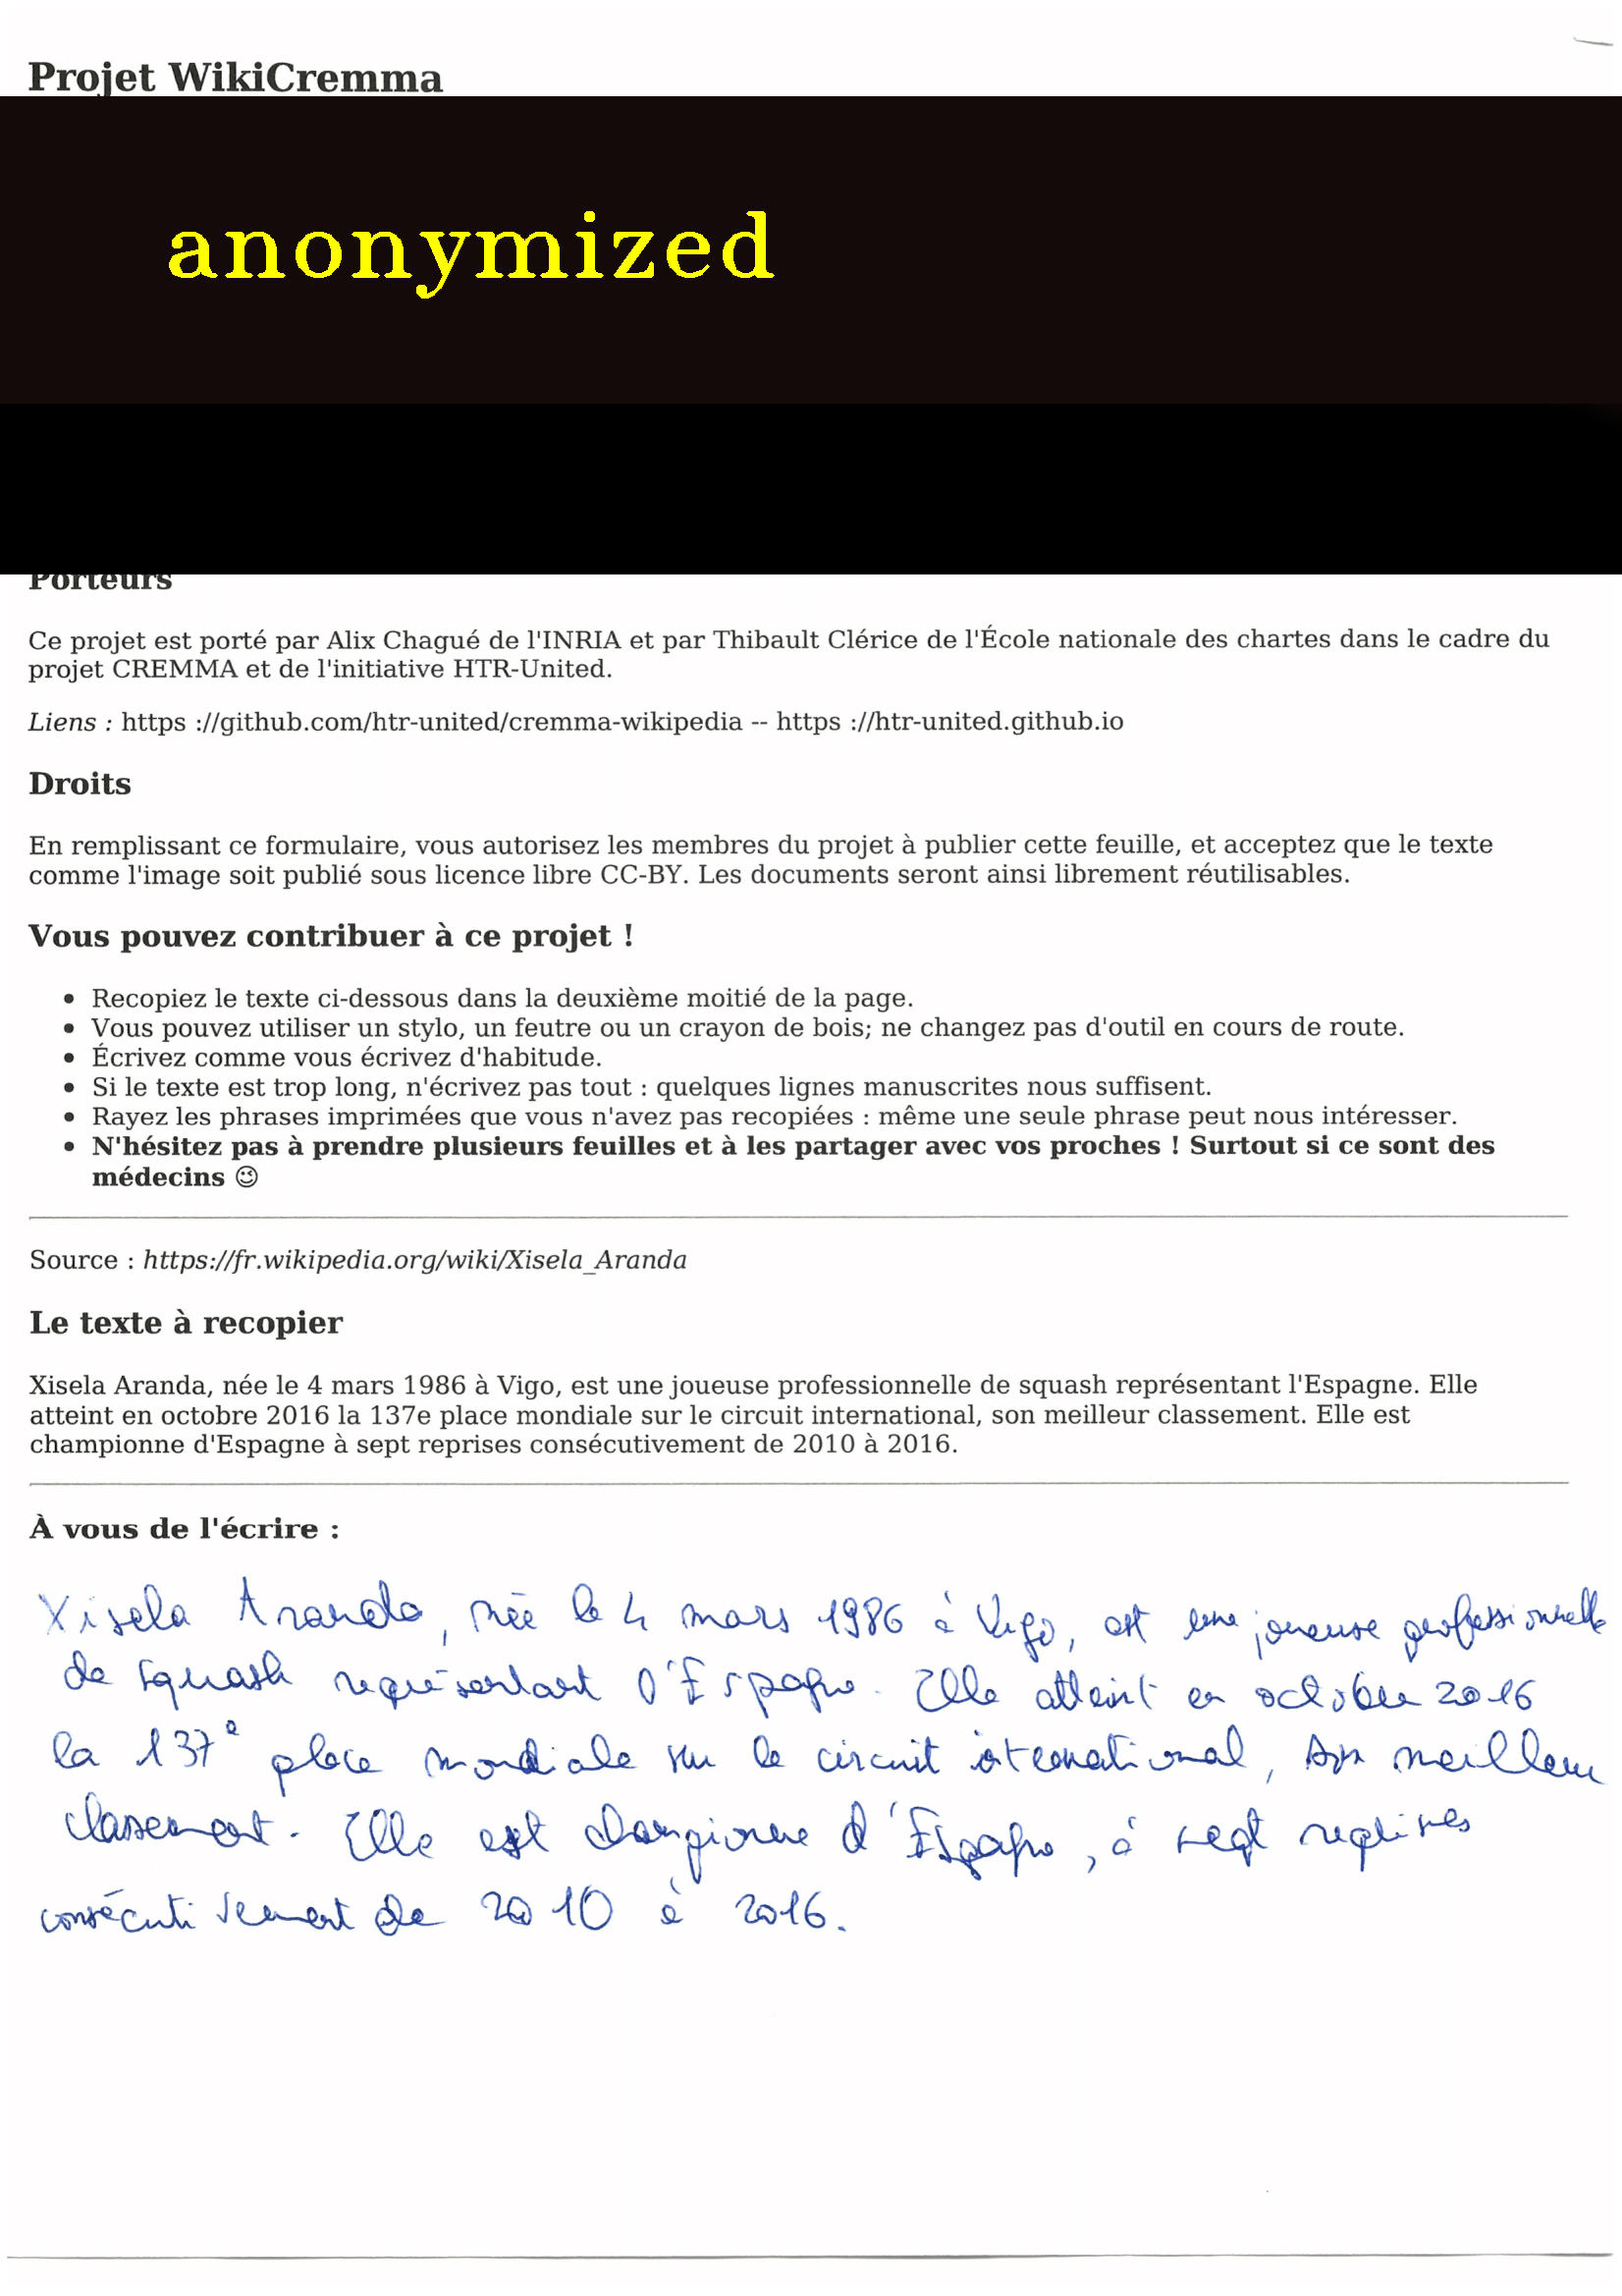 Projet WikiCremma
anonymized
Porteurs
Ce projet est porté par Alix Chagué de l'INRIA et par Thibault Clérice de l'École nationale des chartes dans le cadre du
projet CREMMA et de l'initiative HTR-United.
Liens : https ://github.com/htr-united/cremma-wikipedia -- https ://htr-united.github.io
Droits
En remplissant ce formulaire, vous autorisez les membres du projet à publier cette feuille, et acceptez que le texte
comme l'image soit publié sous licence libre CC-BY. Les documents seront ainsi librement réutilisables.
Vous pouvez contribuer à ce projet !
• Recopiez le texte ci-dessous dans la deuxième moitié de la page.
• Vous pouvez utiliser un stylo, un feutre ou un crayon de bois; ne changez pas d'outil en cours de route.
• Écrivez comme vous écrivez d'habitude.
• Si le texte est trop long, n'écrivez pas tout : quelques lignes manuscrites nous suffisent.
• Rayez les phrases imprimées que vous n'avez pas recopiées : même une seule phrase peut nous intéresser.
• N'hésitez pas à prendre plusieurs feuilles et à les partager avec vos proches ! Surtout si ce sont des
médecins 😉
Source : https://fr.wikipedia.org/wiki/Xisela_Aranda
Le texte à recopier
Xisela Aranda, née le 4 mars 1986 à Vigo, est une joueuse professionnelle de squash représentant l'Espagne. Elle
atteint en octobre 2016 la 137e place mondiale sur le circuit international, son meilleur classement. Elle est
championne d'Espagne à sept reprises consécutivement de 2010 à 2016.
À vous de l'écrire :
Xisela Aranda, née le 4 mars 1986 à Vigo, est une joueuse professionnelle
de squash représentant l'Espagne. Elle atteint en octobre 2016
la 137e place mondiale sur le circuit international, son meilleur
classement. Elle est championne d'Espagne, à sept reprises
consécutivement de 2010 à 2016.